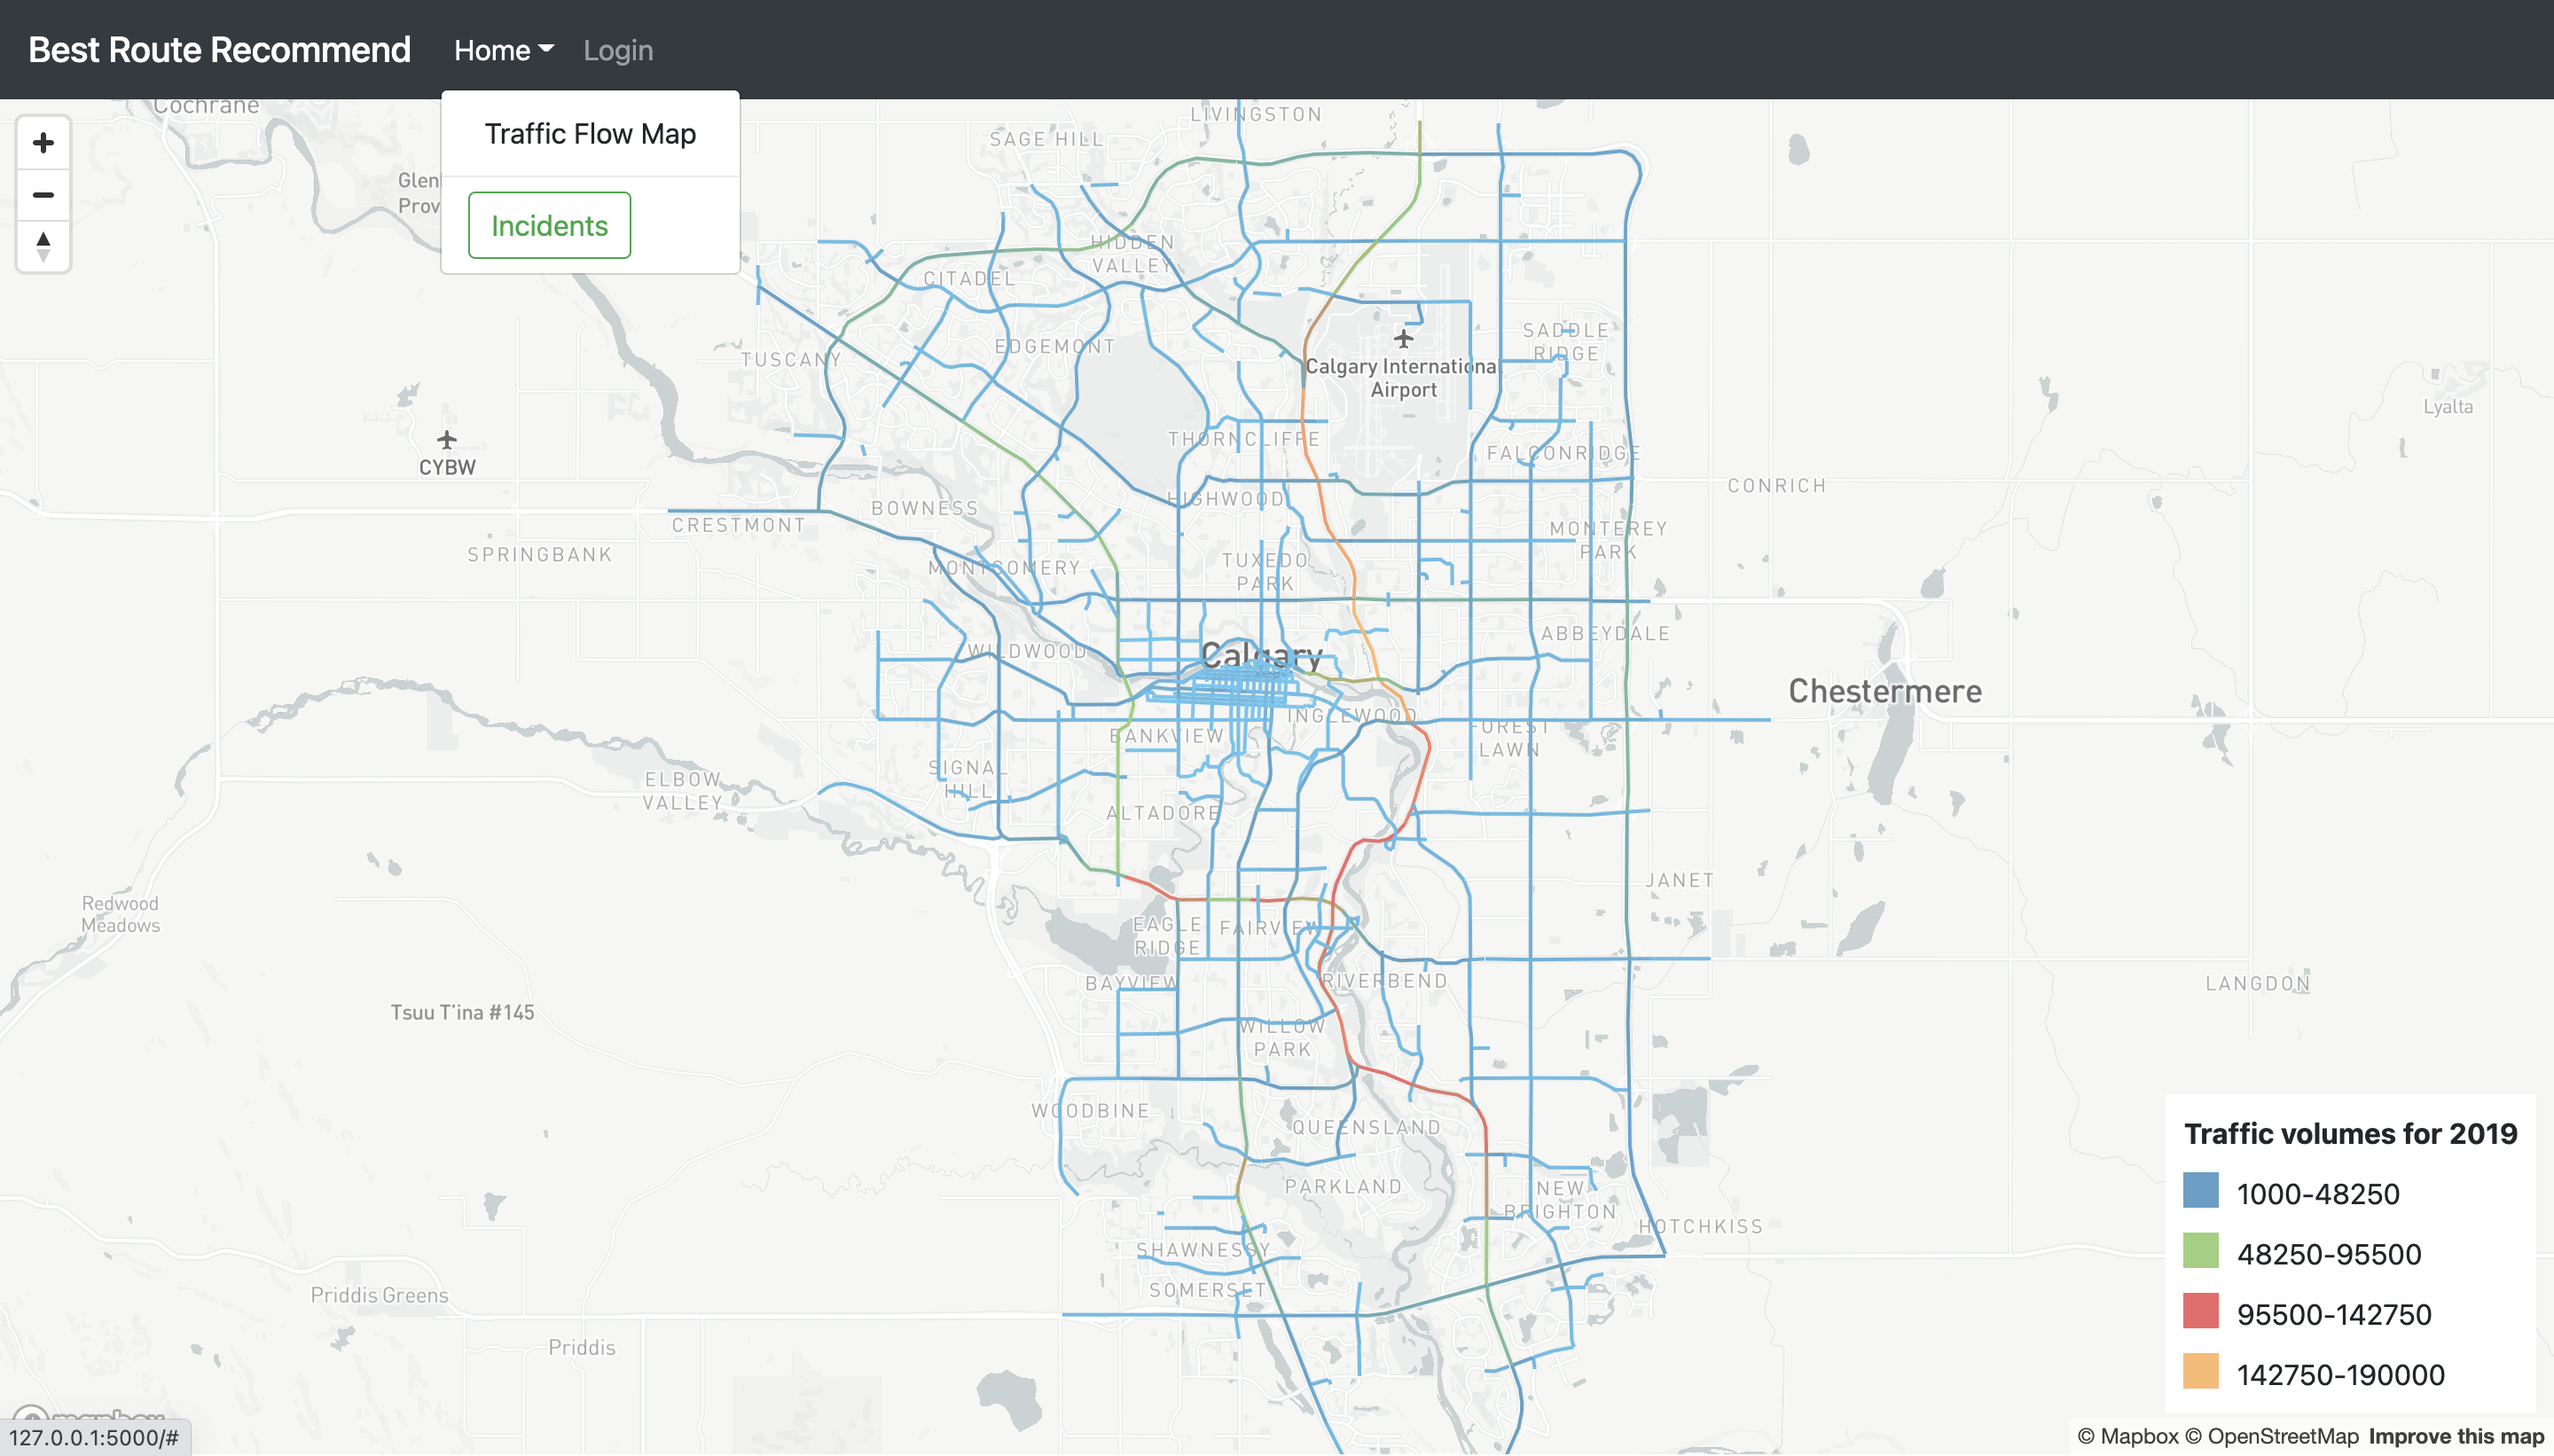 Best Route Recommend
Home
Login
Traffic Flow Map
Incidents
Cochrane
LIVINGSTON
SAGE HILL
HIDDEN
VALLEY
CITADEL
TUSCANY
EDGEMONT
SADDLE
RIDGE
Calgary International
Airport
Lyalta
CYBW
THORNCLIFFE
FALCONRIDGE
CONRICH
HIGHWOOD
BOWNESS
CRESTMONT
SPRINGBANK
MONTEREY
PARK
MONTGOMERY
TUXEDO
PARK
ABBEYDALE
WILDWOOD
Calgary
Chestermere
INGLEWOOD
FOREST
LAWN
BANKVIEW
SIGNAL
HILL
ELBOW
VALLEY
ALTADORE
JANET
Redwood
Meadows
EAGLE
RIDGE
FAIRVIEW
BAYVIEW
RIVERBEND
LANGDON
Tsuu T'ina #145
WILLOW
PARK
WOODBINE
QUEENSLAND
PARKLAND
NEW
BRIGHTON
HOTCHKISS
SHAWNESSY
SOMERSET
Priddis Greens
Priddis
Traffic volumes for 2019
1000-48250
48250-95500
95500-142750
142750-190000
127.0.0.1:5000/#
© Mapbox © OpenStreetMap Improve this map